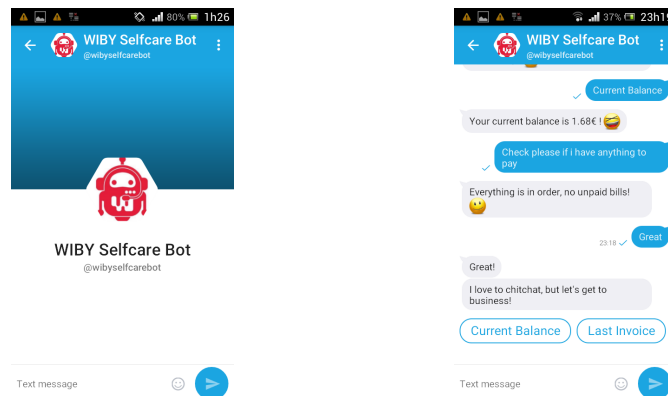 80% 1h26
WIBY Selfcare Bot
@wibyselfcarebot
WIBY Selfcare Bot
@wibyselfcarebot
Text message
37% 23h19
WIBY Selfcare Bot
@wibyselfcarebot
Current Balance
Your current balance is 1.68€ !
Check please if i have anything to
pay
Everything is in order, no unpaid bills!
23:18
Great
Great!
I love to chitchat, but let's get to
business!
Current Balance
Last Invoice
Text message